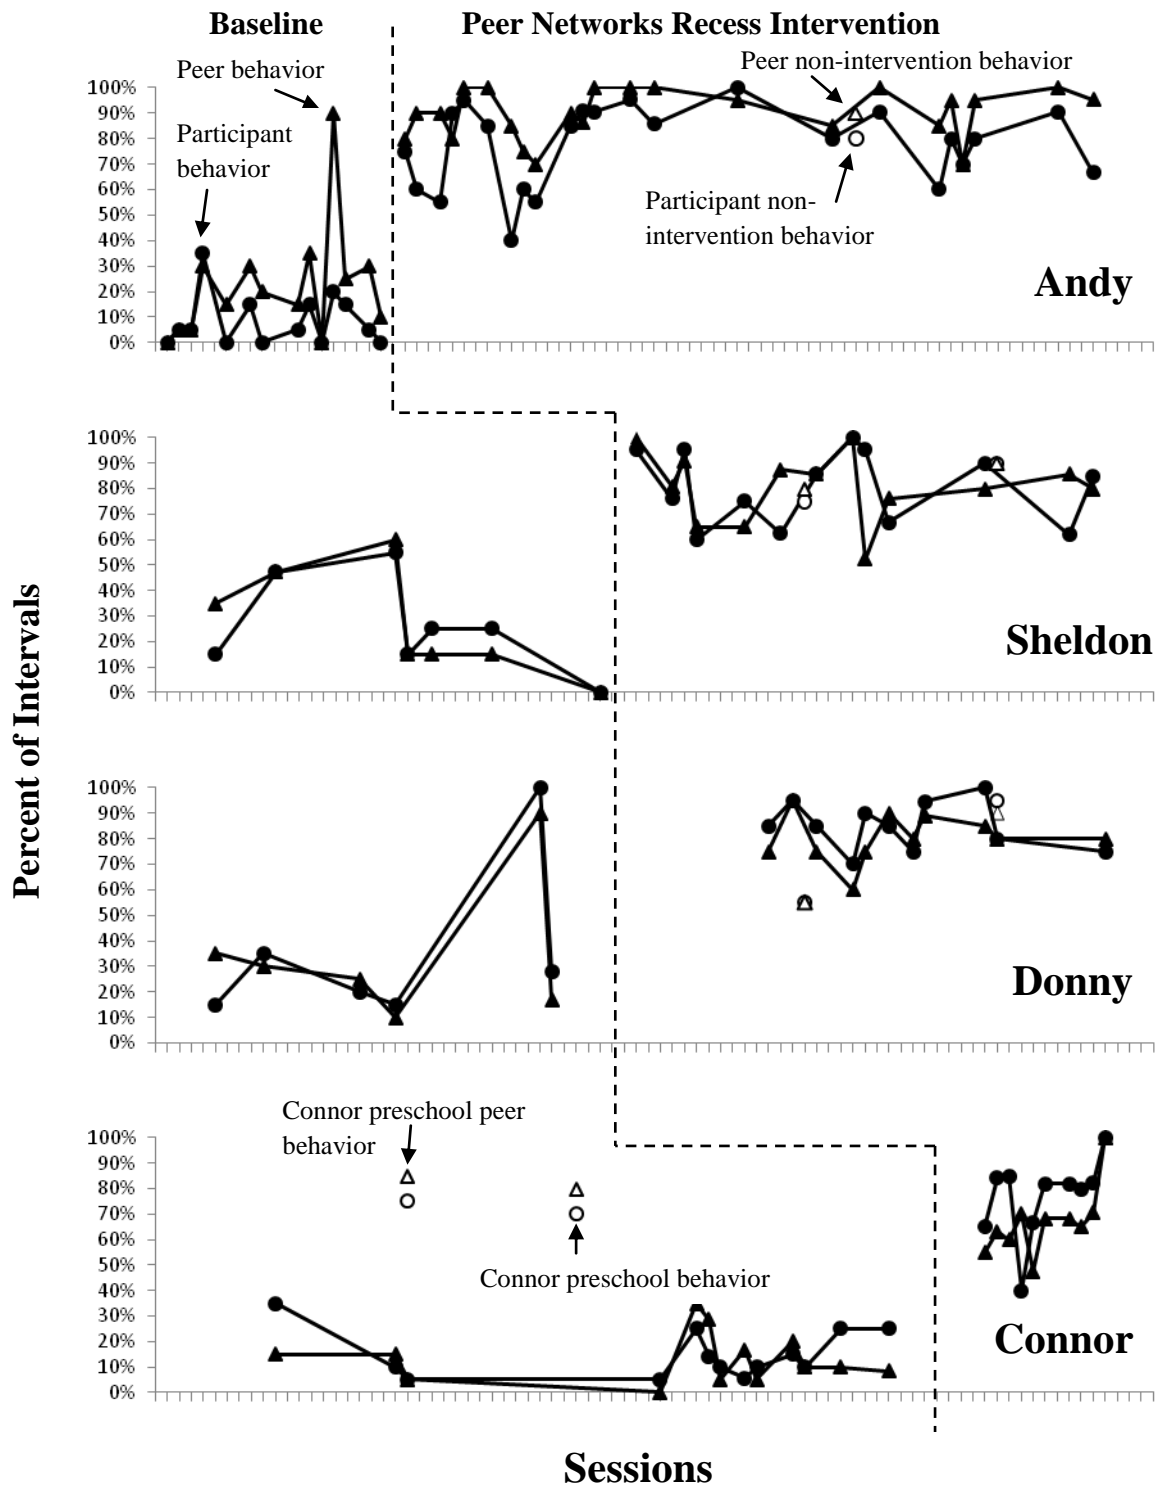 Baseline
Peer Networks Recess Intervention
Peer behavior
Peer non-intervention behavior
Participant
behavior
Participant non-
intervention behavior
100%
90%
80%
70%
60%
50%
40%
30%
20%
10%
0%
Andy
100%
90%
80%
70%
60%
50%
40%
30%
20%
10%
0%
Sheldon
Percent of Intervals
100%
90%
80%
70%
60%
50%
40%
30%
20%
10%
0%
Donny
Connor preschool peer
behavior
100%
90%
80%
70%
60%
50%
40%
30%
20%
10%
0%
Connor preschool behavior
Connor
Sessions